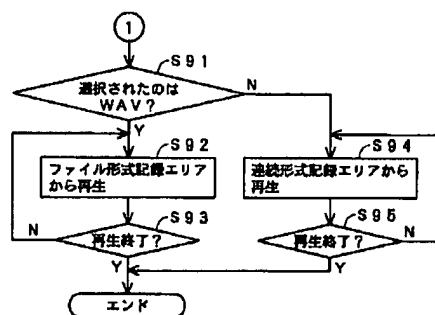 1
S91
選択されたのは
WAV?
N
Y
S92
S94
ファイル形式記録エリア
から再生
連続形式記録エリアから
再生
S93
S95
N
再生終了?
再生終了?
N
Y
Y
エンド